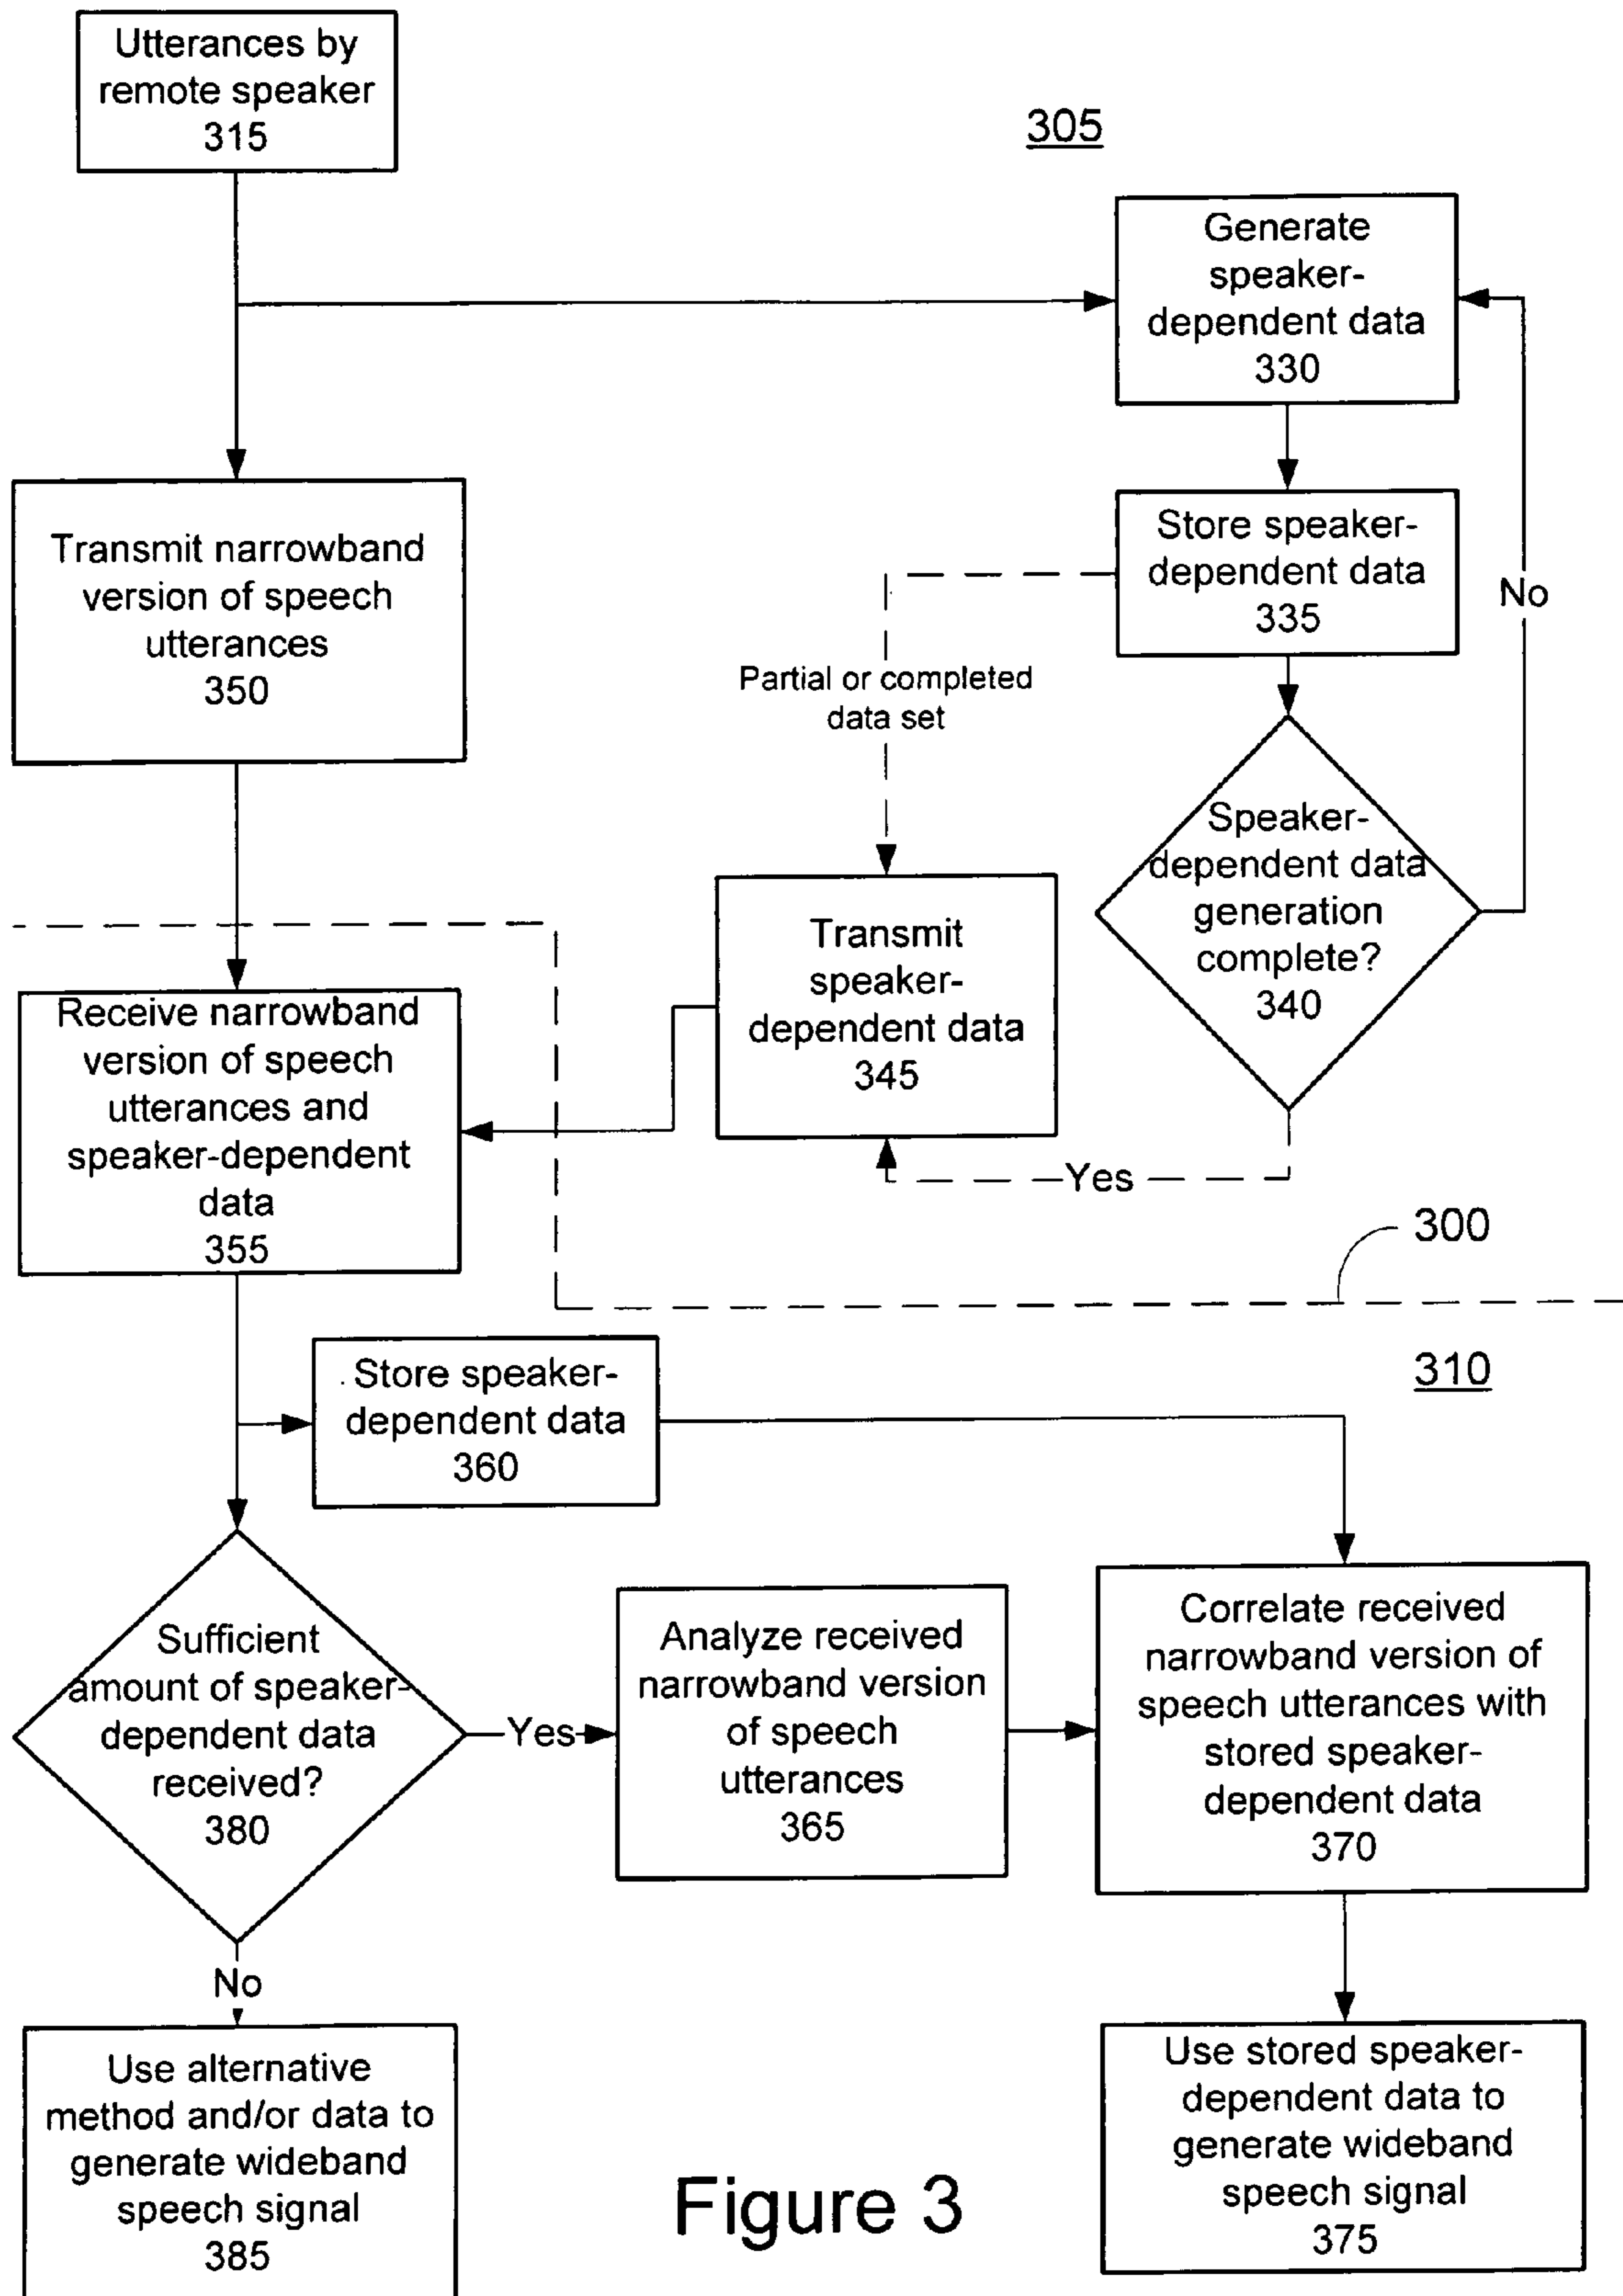 Utterances by
remote speaker
315
305
Generate
speaker-
dependent data
330
Transmit narrowband
version of speech
utterances
350
Store speaker-
dependent data
335
No
Partial or completed
data set
Speaker-
dependent data
generation
complete?
340
Transmit
speaker-
dependent data
345
Receive narrowband
version of speech
utterances and
speaker-dependent
data
355
Yes
300
310
Store speaker-
dependent data
360
Sufficient
amount of speaker-
dependent data
received?
380
Yes
Analyze received
narrowband version
of speech
utterances
365
Correlate received
narrowband version of
speech utterances with
stored speaker-
dependent data
370
No
Use alternative
method and/or data to
generate wideband
speech signal
385
Use stored speaker-
dependent data to
generate wideband
speech signal
375
Figure 3